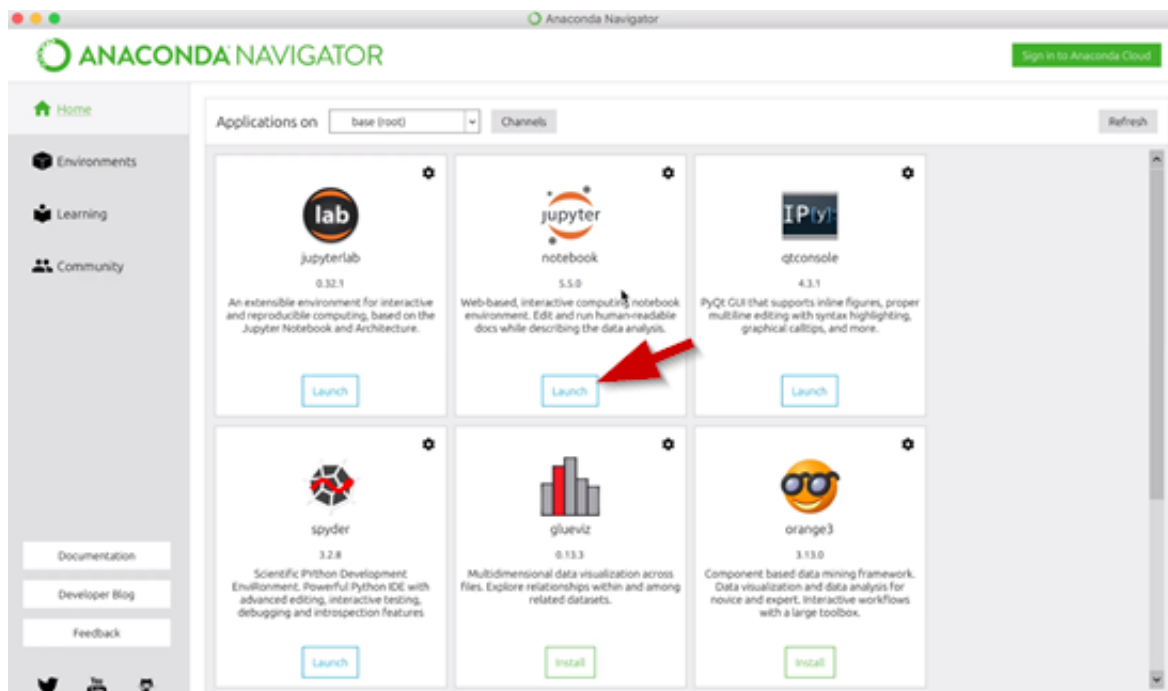 Anaconda Navigator
ANACONDA NAVIGATOR
Sign in to Anaconda Cloud
Home
Environments
Learning
Community
Documentation
Developer Blog
Feedback
You
Applications on
base (root)
Channels
Refresh
lab
jupyterlab
0.32.1
An extensible environment for interactive
and reproducible computing, based on the
Jupyter Notebook and Architecture.
Launch
jupyter
notebook
5.5.0
Web-based, interactive computing notebook
environment. Edit and run human-readable
docs while describing the data analysis.
Launch
IP[y]:
qtconsole
4.3.1
PyQt GUI that supports inline figures, proper
multiline editing with syntax highlighting,
graphical calltips, and more.
Launch
spyder
3.2.8
Scientific PYthon Development
EnviRonment. Powerful Python IDE with
advanced editing, interactive testing,
debugging and introspection features
Launch
glueviz
0.13.3
Multidimensional data visualization across
files. Explore relationships within and among
related datasets.
Install
orange3
3.13.0
Component based data mining framework.
Data visualization and data analysis for
novice and expert. Interactive workflows
with a large toolbox.
Install